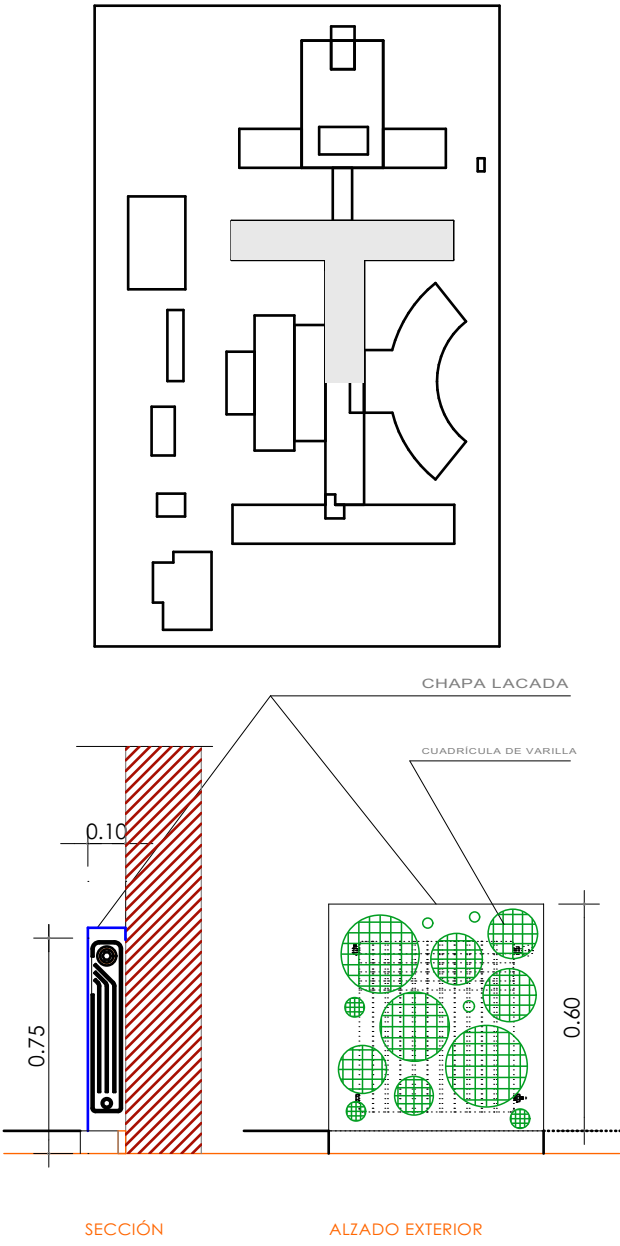 CHAPA LACADA
CUADRÍCULA DE VARILLA
0.10
0.75
0.60
SECCIÓN
ALZADO EXTERIOR